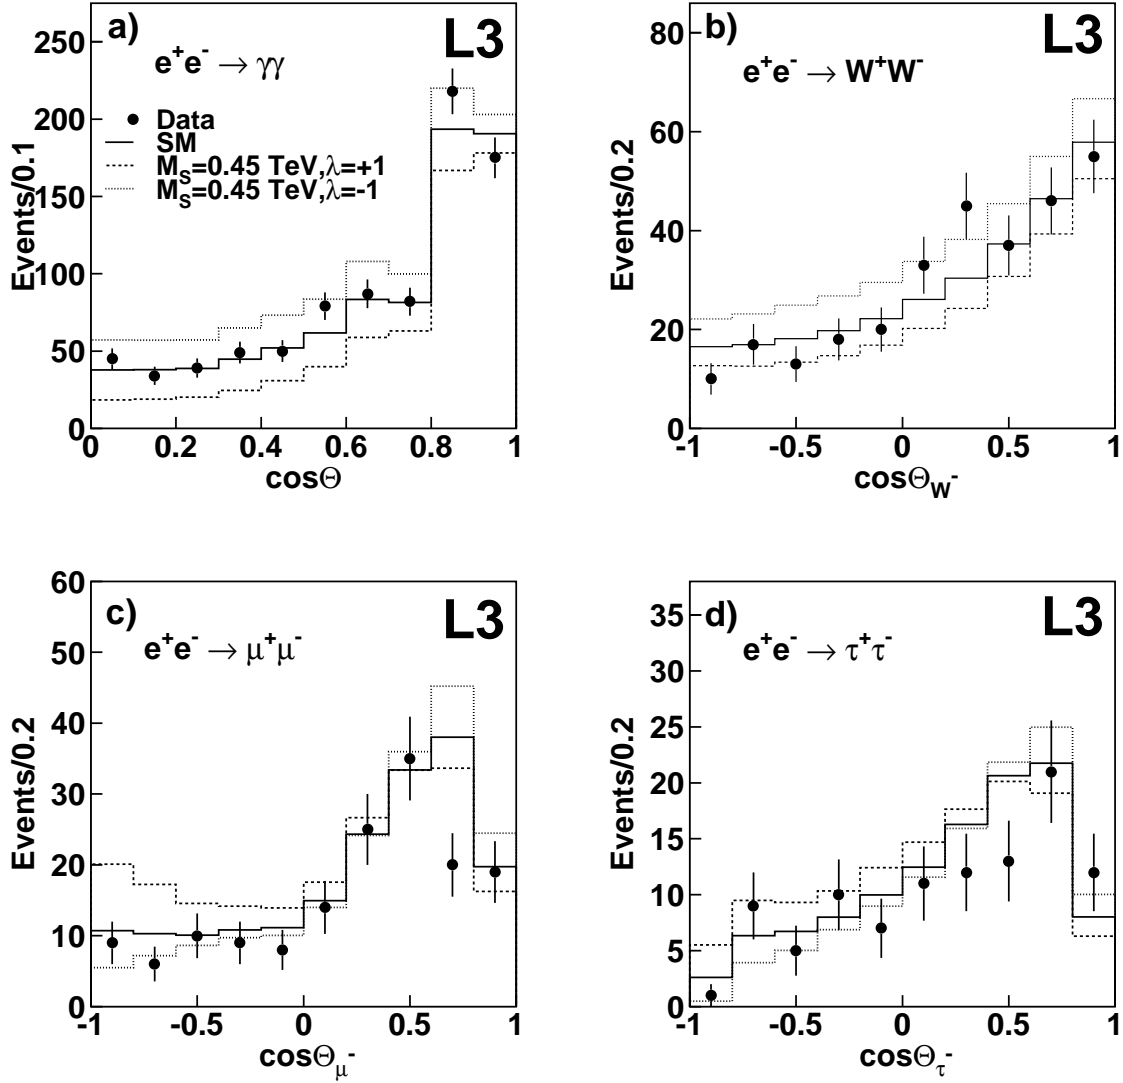 a)
L3
e⁺e⁻ → γγ
Data
SM
M_S=0.45 TeV,λ=+1
M_S=0.45 TeV,λ=-1
Events/0.1
0
50
100
150
200
250
0 0.2 0.4 0.6 0.8 1
cosΘ
b)
L3
e⁺e⁻ → W⁺W⁻
Events/0.2
0
20
40
60
80
-1 -0.5 0 0.5 1
cosΘ_W⁻
c)
L3
e⁺e⁻ → μ⁺μ⁻
Events/0.2
0
10
20
30
40
50
60
-1 -0.5 0 0.5 1
cosΘ_μ⁻
d)
L3
e⁺e⁻ → τ⁺τ⁻
Events/0.2
0
5
10
15
20
25
30
35
-1 -0.5 0 0.5 1
cosΘ_τ⁻